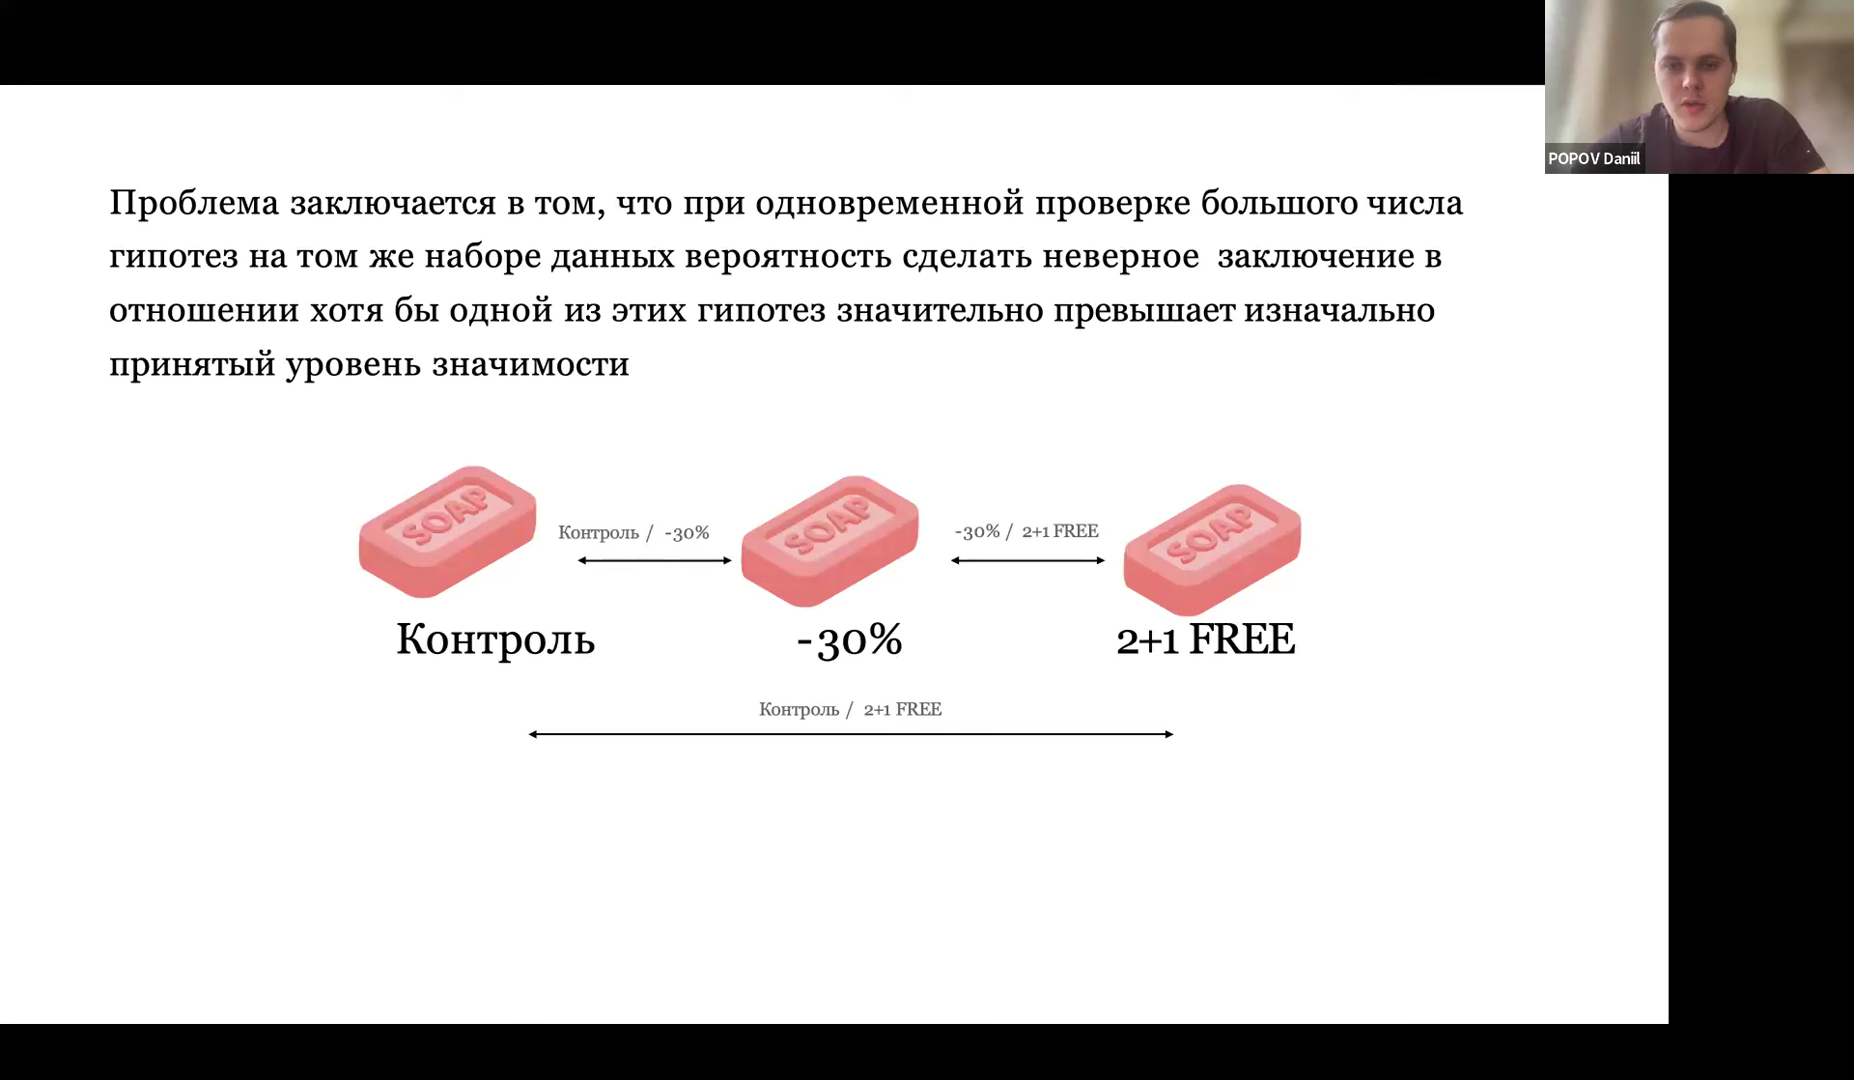 POPOV Daniil
Проблема заключается в том, что при одновременной проверке большого числа
гипотез на том же наборе данных вероятность сделать неверное заключение в
отношении хотя бы одной из этих гипотез значительно превышает изначально
принятый уровень значимости
SOAP
SOAP
SOAP
Контроль / -30%
-30% / 2+1 FREE
Контроль
-30%
2+1 FREE
Контроль / 2+1 FREE